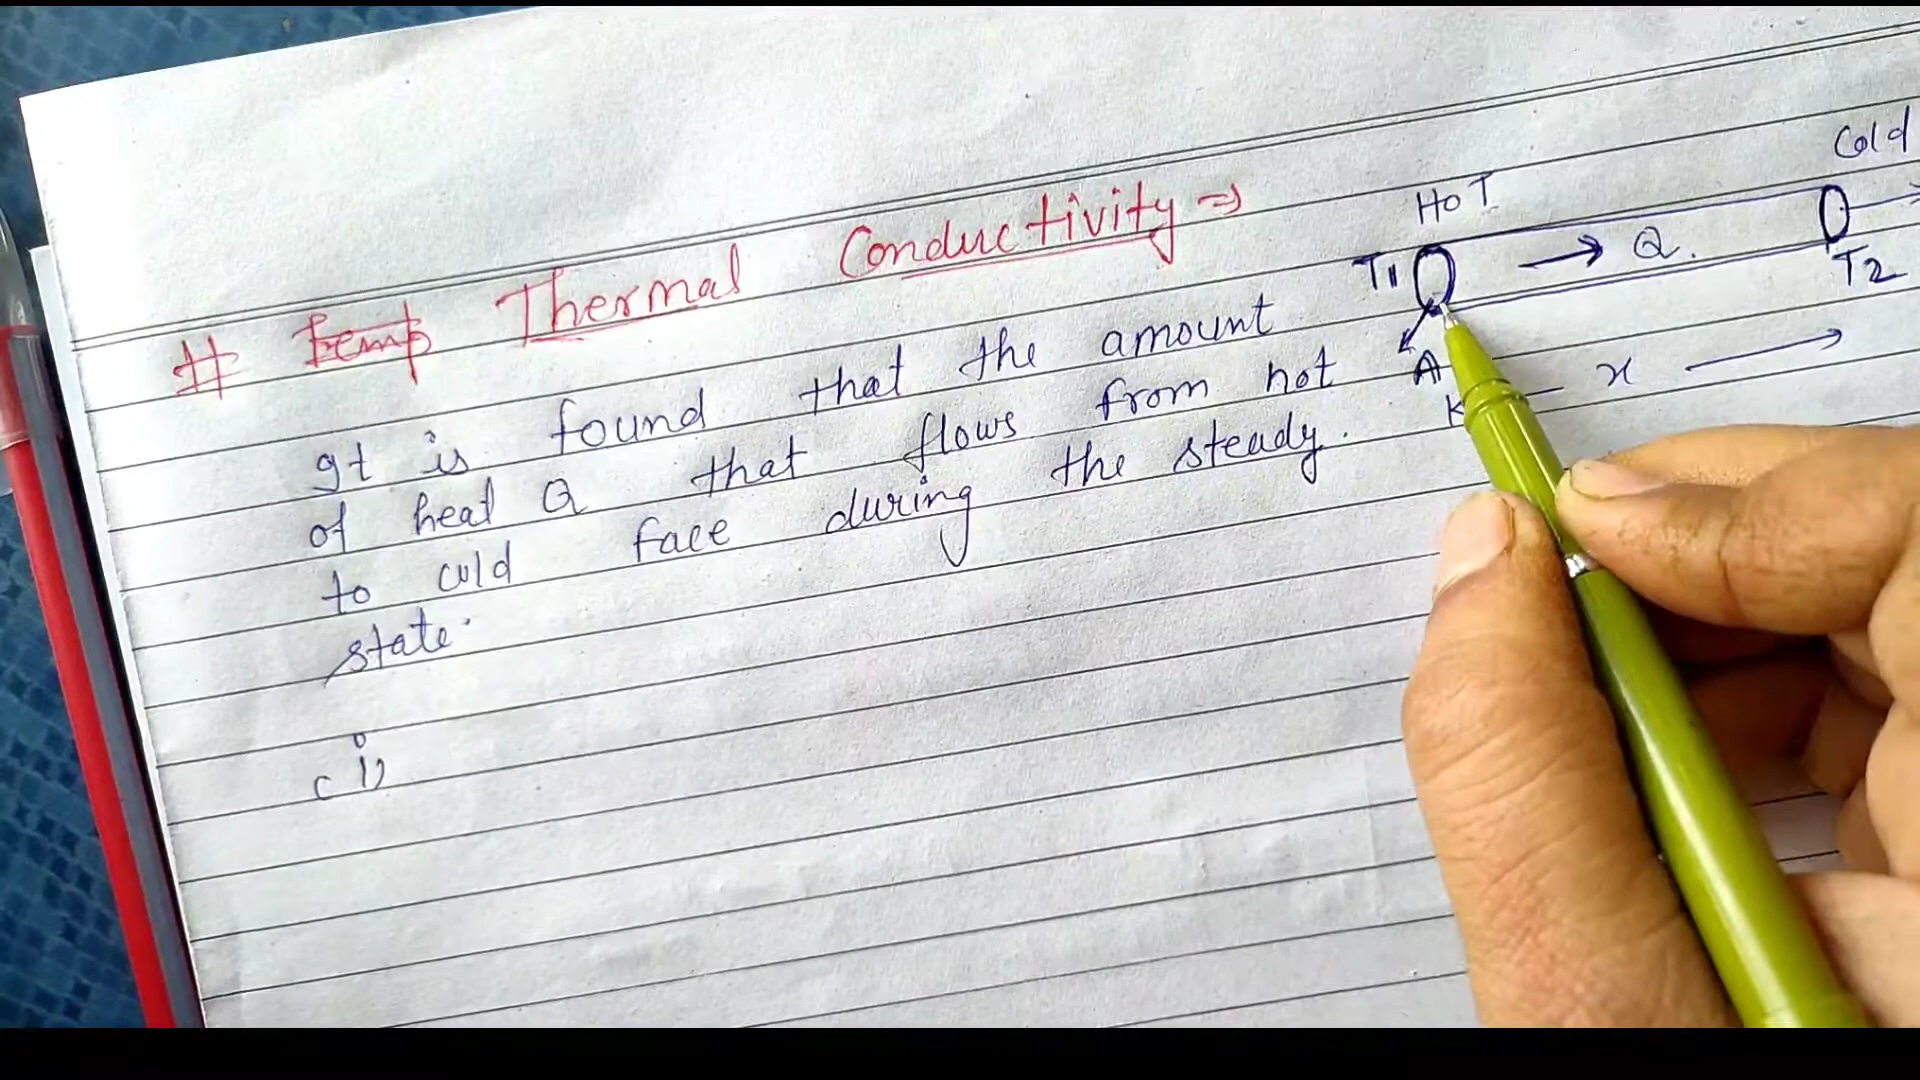 # Temp Thermal Conductivity ⇒
It is found that the amount
of heat Q that flows from hot
to cold face during the steady.
state.
(i)
HOT
Cold
T1
→ Q.
T2
A
x →